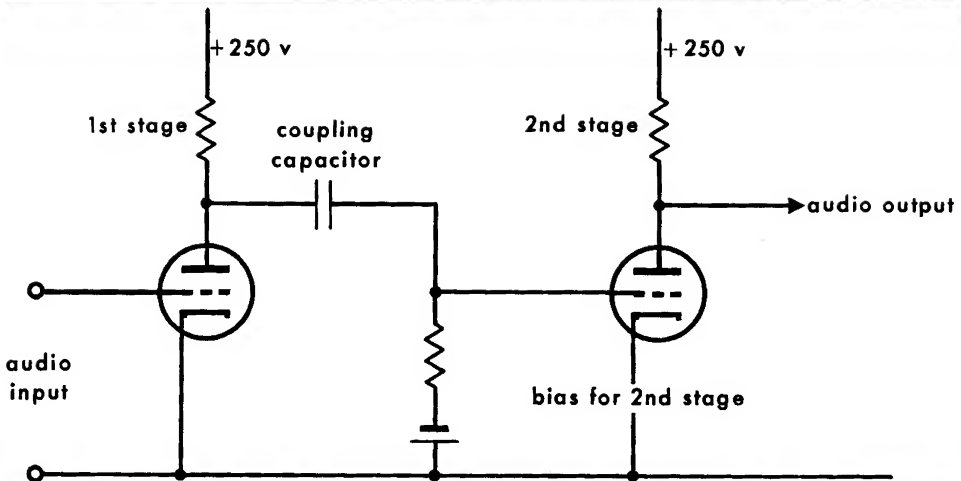 +250 v
+250 v
1st stage
coupling
capacitor
2nd stage
audio output
audio
input
bias for 2nd stage